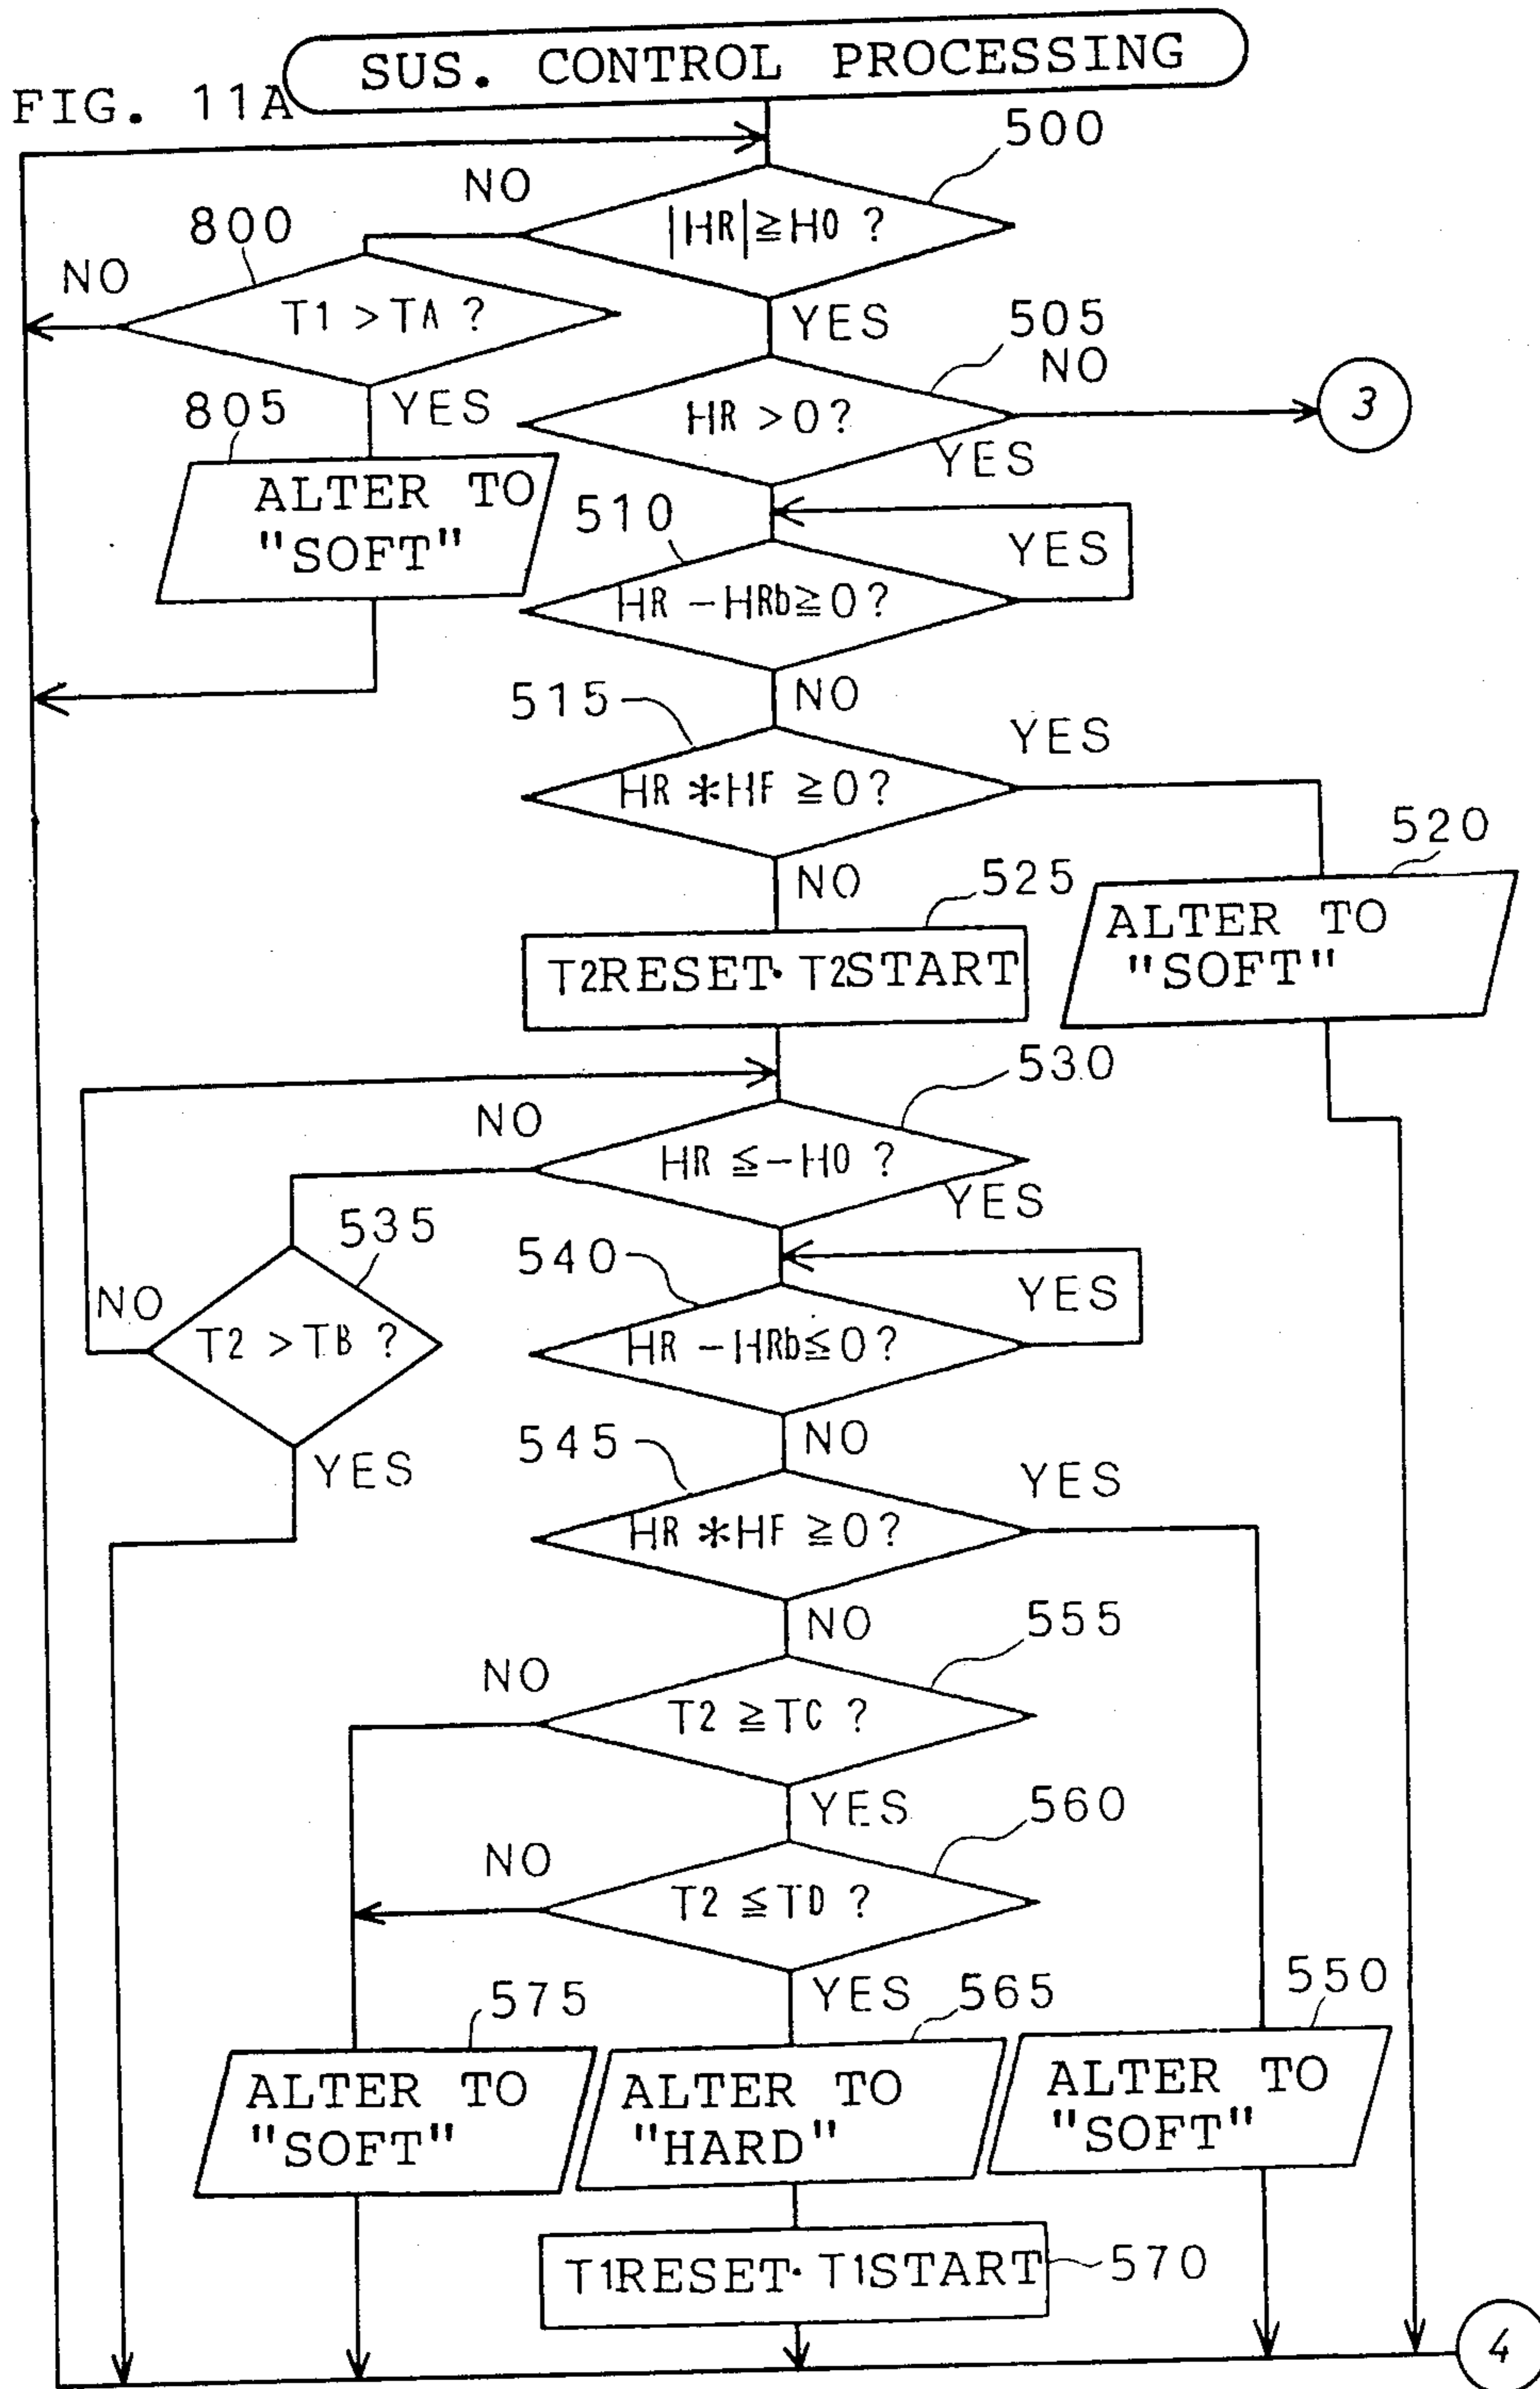 SUS. CONTROL PROCESSING
FIG. 11A
500
NO
|HR|≧H0 ?
800
NO
T1 > TA ?
YES
505
NO
805
YES
HR > 0?
3
YES
ALTER TO
"SOFT"
510
YES
HR - HRb ≧ 0?
NO
515
YES
HR *HF ≧ 0?
520
NO
525
ALTER TO
"SOFT"
T2RESET· T2START
530
NO
HR ≦ -H0 ?
YES
535
540
NO
YES
T2 > TB ?
HR - HRb ≦ 0?
NO
545
YES
YES
HR *HF ≧ 0?
NO
555
NO
T2 ≧ TC ?
YES
560
NO
T2 ≦ TD ?
YES
575
565
550
ALTER TO
"SOFT"
ALTER TO
"HARD"
ALTER TO
"SOFT"
T1RESET· T1START
570
4